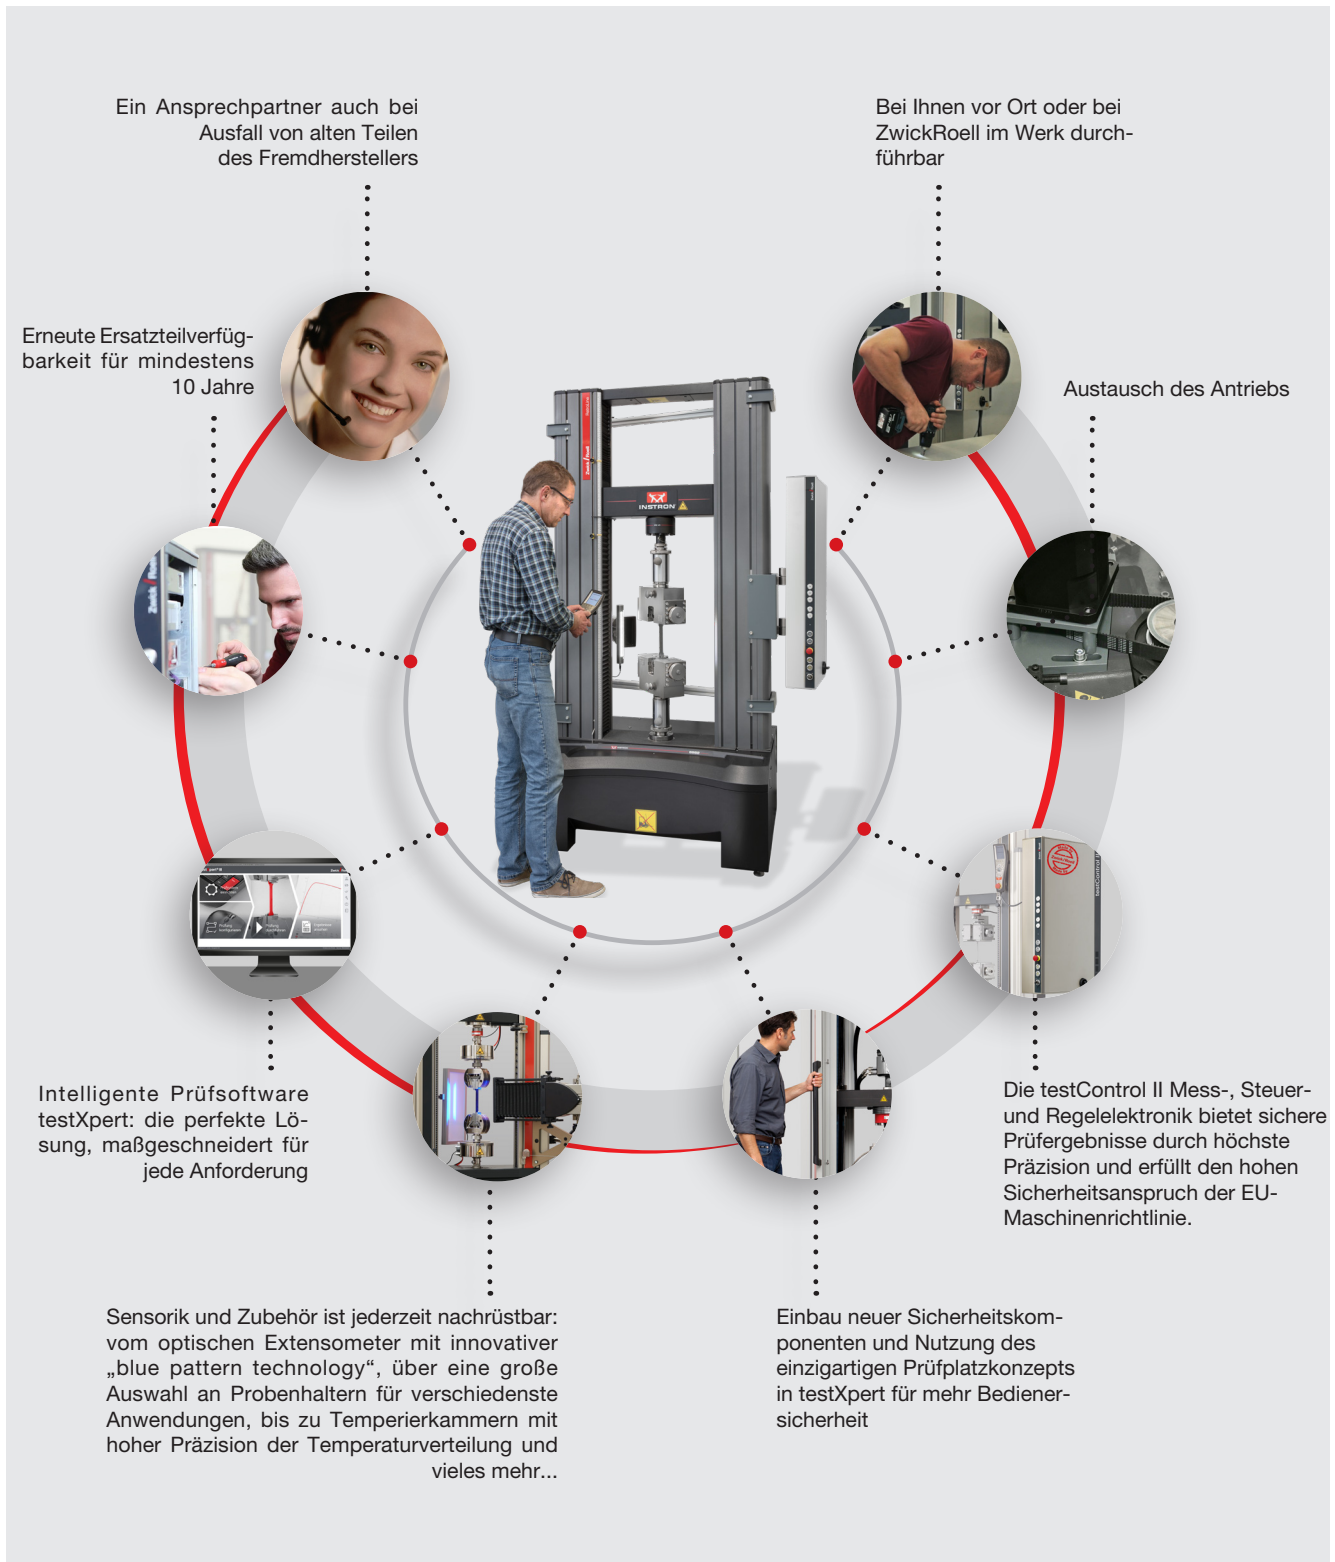 Ein Ansprechpartner auch bei
Ausfall von alten Teilen
des Fremdherstellers
Bei Ihnen vor Ort oder bei
ZwickRoell im Werk durch-
führbar
Erneute Ersatzteilverfüg-
barkeit für mindestens
10 Jahre
Austausch des Antriebs
INSTRON
Intelligente Prüfsoftware
testXpert: die perfekte Lö-
sung, maßgeschneidert für
jede Anforderung
Die testControl II Mess-, Steuer-
und Regelelektronik bietet sichere
Prüfergebnisse durch höchste
Präzision und erfüllt den hohen
Sicherheitsanspruch der EU-
Maschinenrichtlinie.
Sensorik und Zubehör ist jederzeit nachrüstbar:
vom optischen Extensometer mit innovativer
„blue pattern technology“, über eine große
Auswahl an Probenhaltern für verschiedenste
Anwendungen, bis zu Temperierkammern mit
hoher Präzision der Temperaturverteilung und
vieles mehr...
Einbau neuer Sicherheitskom-
ponenten und Nutzung des
einzigartigen Prüfplatzkonzepts
in testXpert für mehr Bediener-
sicherheit